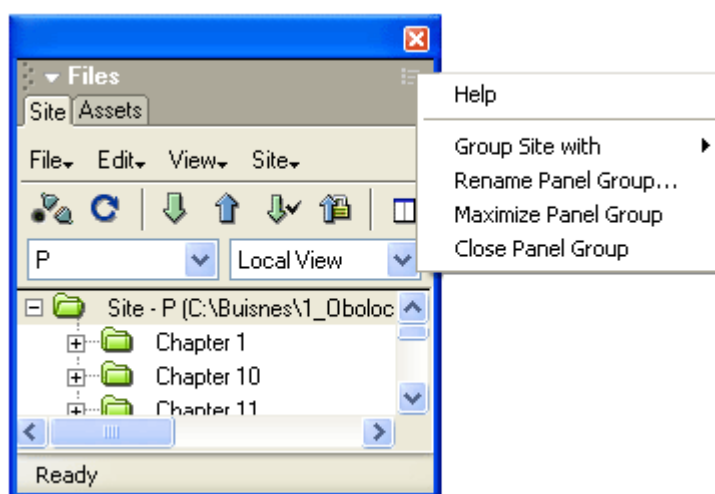 Files
Site Assets
File Edit View Site
P Local View
Site - P (C:\Buisnes\1_Oboloc
Chapter 1
Chapter 10
Chapter 11
Ready
Help
Group Site with
Rename Panel Group...
Maximize Panel Group
Close Panel Group